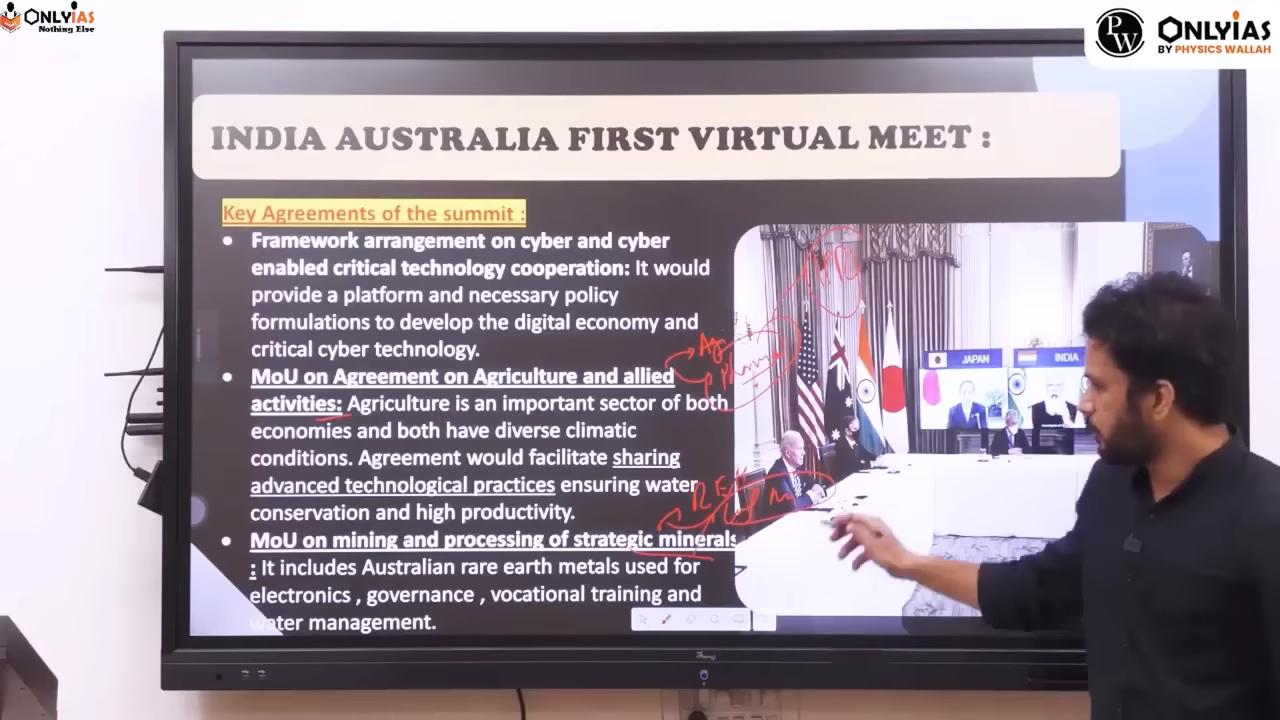 ONLYIAS
Nothing Else
PW
ONLYIAS
BY PHYSICS WALLAH
INDIA AUSTRALIA FIRST VIRTUAL MEET :
Key Agreements of the summit :
• Framework arrangement on cyber and cyber
enabled critical technology cooperation: It would
provide a platform and necessary policy
formulations to develop the digital economy and
critical cyber technology.
• MoU on Agreement on Agriculture and allied
activities: Agriculture is an important sector of both
economies and both have diverse climatic
conditions. Agreement would facilitate sharing
advanced technological practices ensuring water
conservation and high productivity.
• MoU on mining and processing of strategic minerals
: It includes Australian rare earth metals used for
electronics , governance , vocational training and
water management.
JAPAN
INDIA